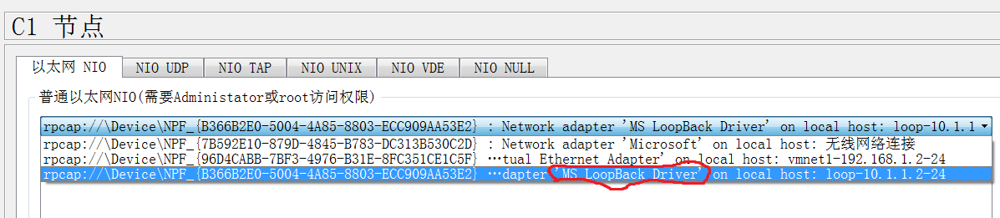 C1 节点
以太网 NIO NIO UDP NIO TAP NIO UNIX NIO VDE NIO NULL
普通以太网NIO(需要Administator或root访问权限)
rpcap://\Device\NPF_{B366B2E0-5004-4A85-8803-ECC909AA53E2} : Network adapter 'MS LoopBack Driver' on local host: loop-10.1.1
rpcap://\Device\NPF_{7B592E10-879D-4845-B783-DC313B530C2D} : Network adapter 'Microsoft' on local host: 无线网络连接
rpcap://\Device\NPF_{96D4CABB-7BF3-4976-B31E-8FC351CE1C5F} …tual Ethernet Adapter' on local host: vmnet1-192.168.1.2-24
rpcap://\Device\NPF_{B366B2E0-5004-4A85-8803-ECC909AA53E2} …dapter 'MS LoopBack Driver' on local host: loop-10.1.1.2-24